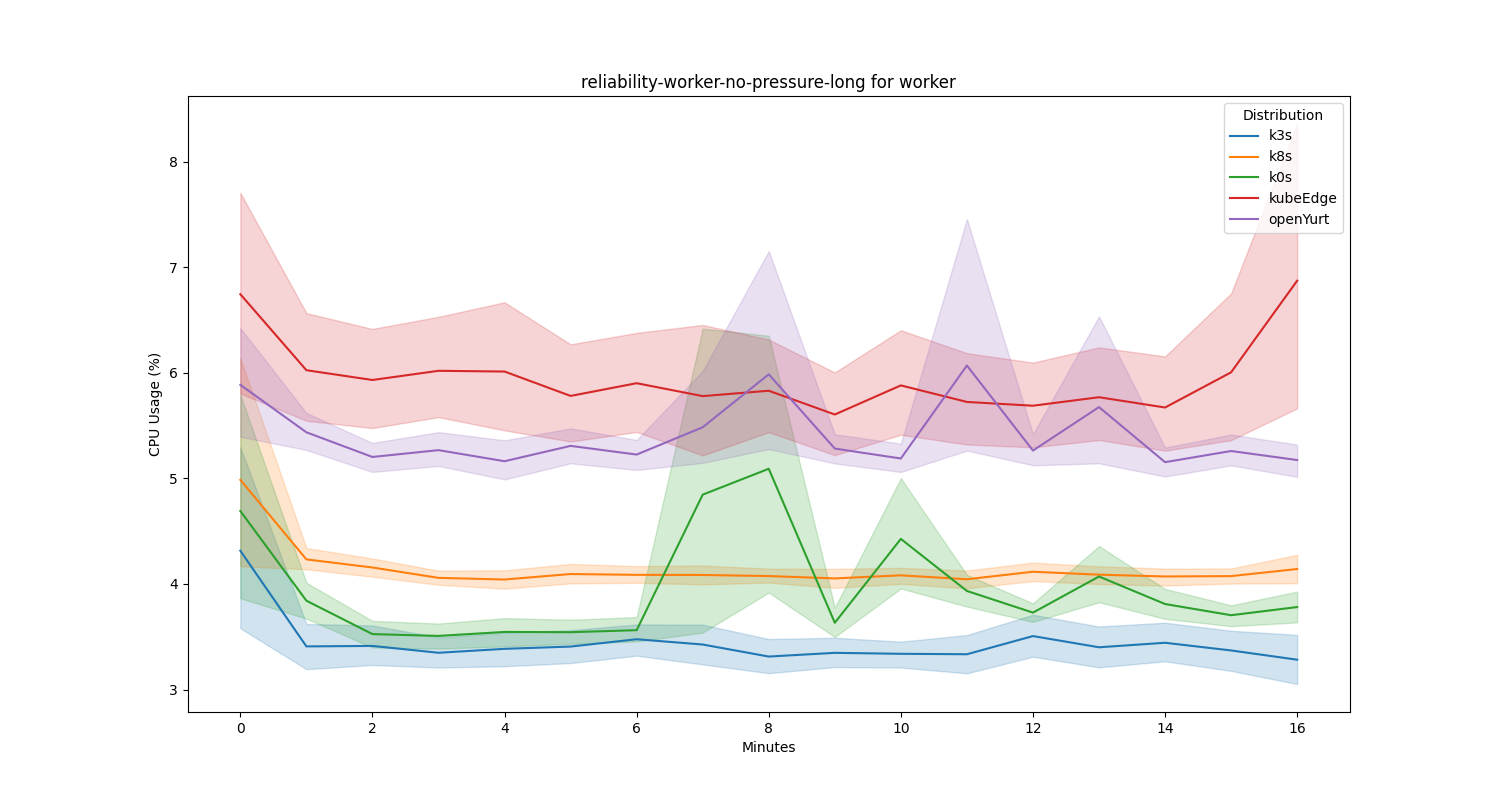 reliability-worker-no-pressure-long for worker
Distribution
k3s
k8s
k0s
kubeEdge
openYurt
CPU Usage (%)
8
7
6
5
4
3
0 2 4 6 8 10 12 14 16
Minutes